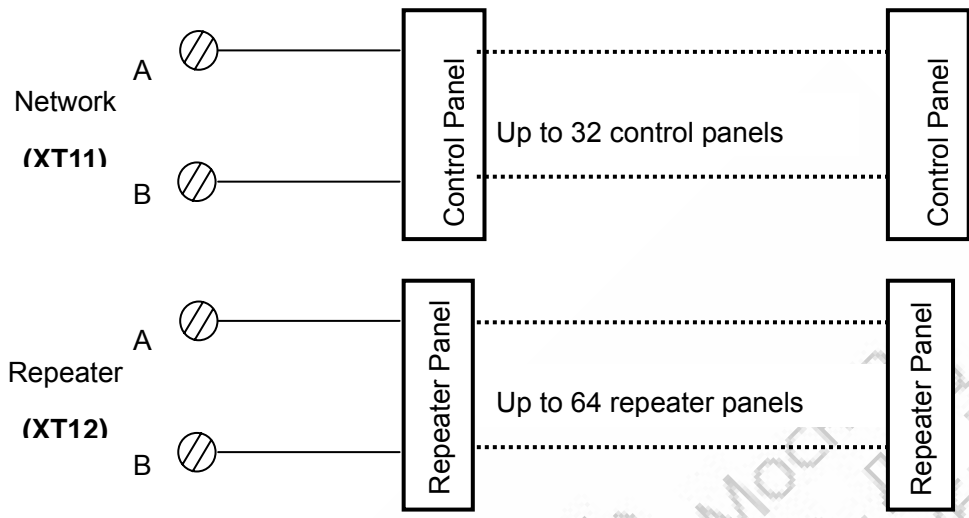 A
Network
(XT11)
B
Control Panel
Up to 32 control panels
Control Panel
A
Repeater
(XT12)
B
Repeater Panel
Up to 64 repeater panels
Repeater Panel